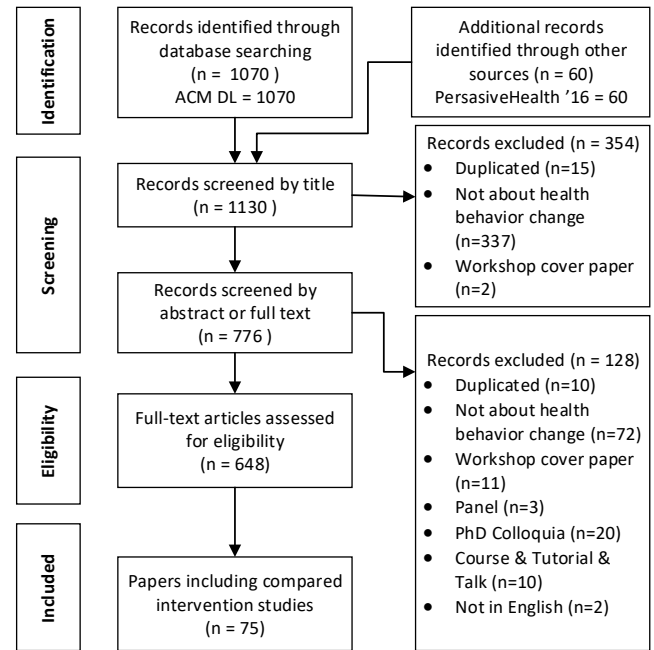 Identification
Records identified through
database searching
(n =  1070 )
ACM DL = 1070
Additional records
identified through other
sources (n = 60)
PersasiveHealth ’16 = 60
Screening
Records screened by title
(n = 1130 )
Records excluded (n = 354)
• Duplicated (n=15)
• Not about health
behavior change
(n=337)
• Workshop cover paper
(n=2)
Records screened by
abstract or full text
(n = 776 )
Records excluded (n = 128)
• Duplicated (n=10)
• Not about health
behavior change (n=72)
• Workshop cover paper
(n=11)
• Panel (n=3)
• PhD Colloquia (n=20)
• Course & Tutorial &
Talk (n=10)
• Not in English (n=2)
Eligibility
Full-text articles assessed
for eligibility
(n = 648)
Included
Papers including compared
intervention studies
(n = 75)